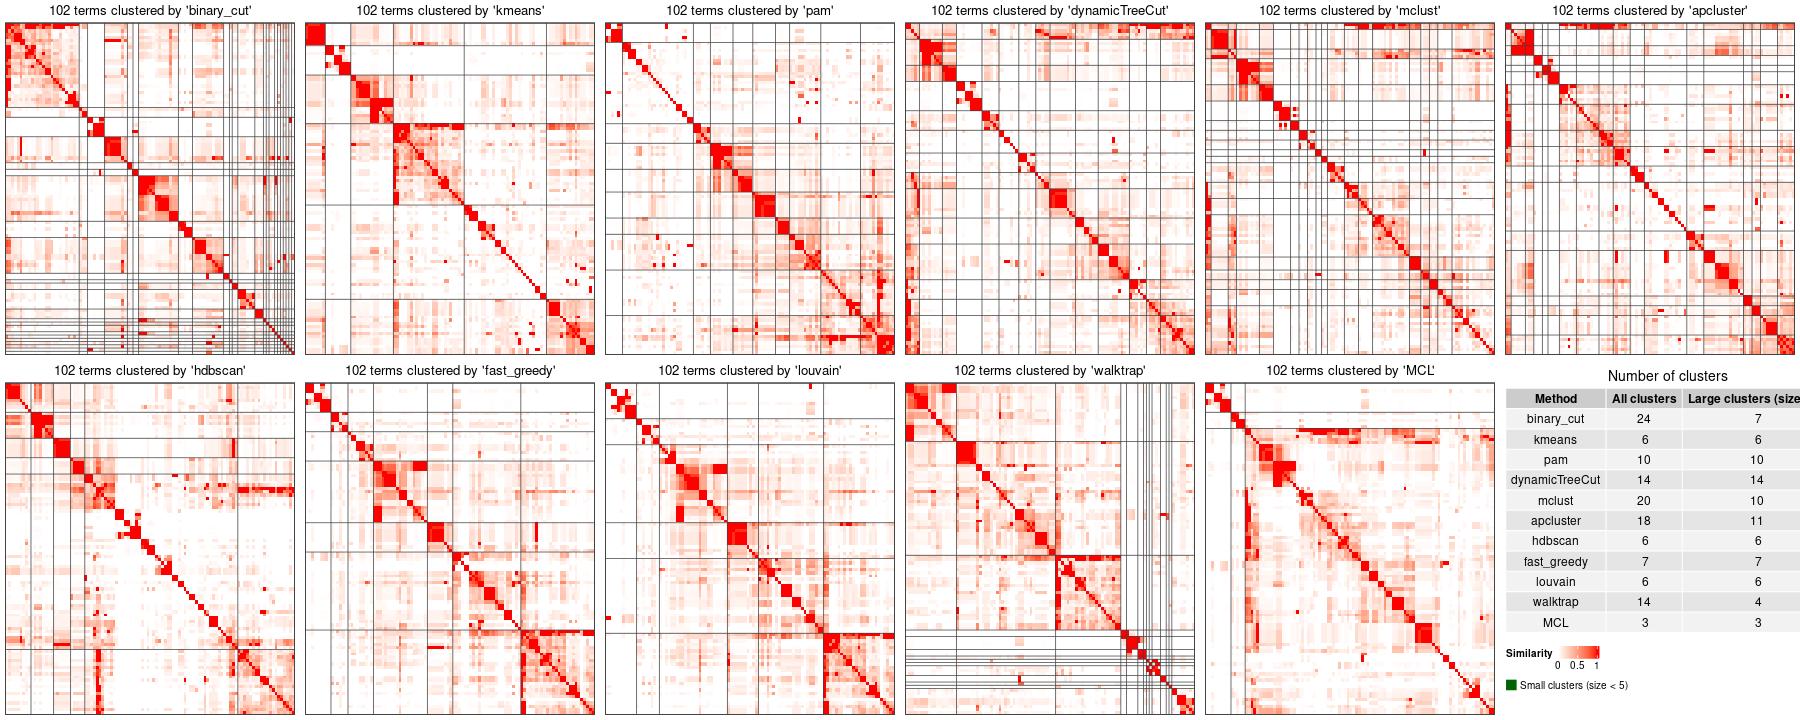 102 terms clustered by 'binary_cut'
102 terms clustered by 'kmeans'
102 terms clustered by 'pam'
102 terms clustered by 'dynamicTreeCut'
102 terms clustered by 'mclust'
102 terms clustered by 'apcluster'
102 terms clustered by 'hdbscan'
102 terms clustered by 'fast_greedy'
102 terms clustered by 'louvain'
102 terms clustered by 'walktrap'
102 terms clustered by 'MCL'
Number of clusters
Method All clusters Large clusters (size
binary_cut 24 7
kmeans 6 6
pam 10 10
dynamicTreeCut 14 14
mclust 20 10
apcluster 18 11
hdbscan 6 6
fast_greedy 7 7
louvain 6 6
walktrap 14 4
MCL 3 3
Similarity
0 0.5 1
Small clusters (size < 5)